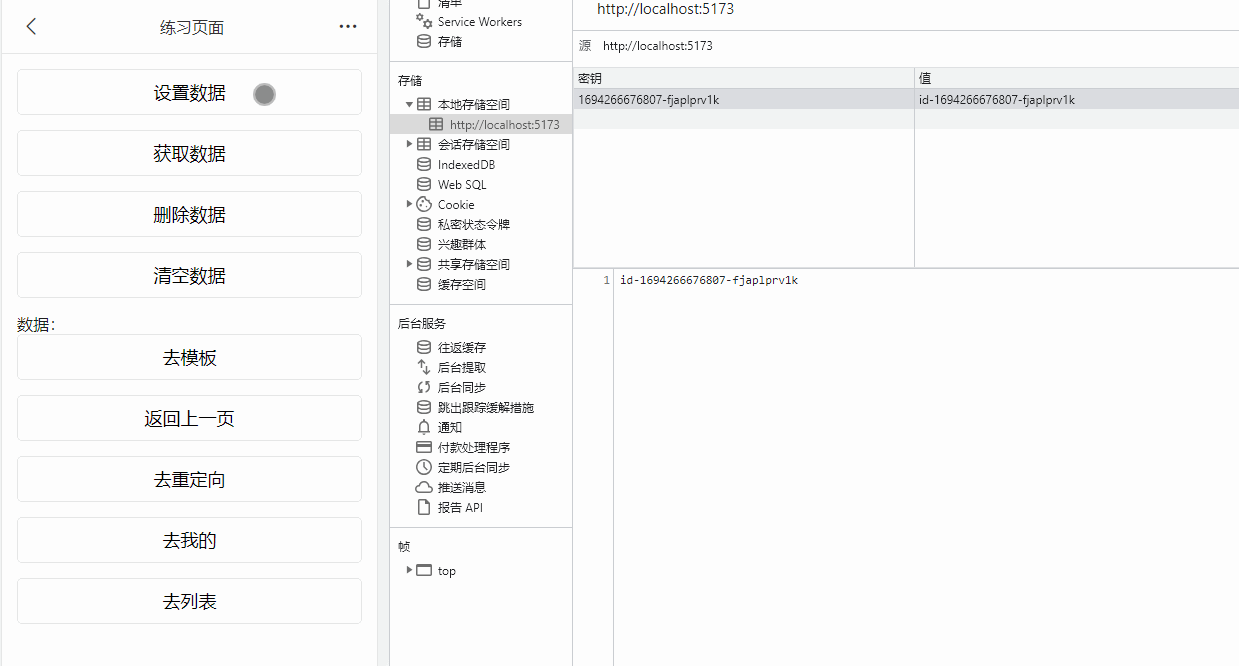 练习页面
设置数据
获取数据
删除数据
清空数据
数据：
去模板
返回上一页
去重定向
去我的
去列表
清单
Service Workers
存储
存储
本地存储空间
http://localhost:5173
会话存储空间
IndexedDB
Web SQL
Cookie
私密状态令牌
兴趣群体
共享存储空间
缓存空间
后台服务
往返缓存
后台提取
后台同步
跳出跟踪缓解措施
通知
付款处理程序
定期后台同步
推送消息
报告 API
帧
top
http://localhost:5173
源 http://localhost:5173
密钥 值
1694266676807-fjaplprv1k id-1694266676807-fjaplprv1k
1 id-1694266676807-fjaplprv1k